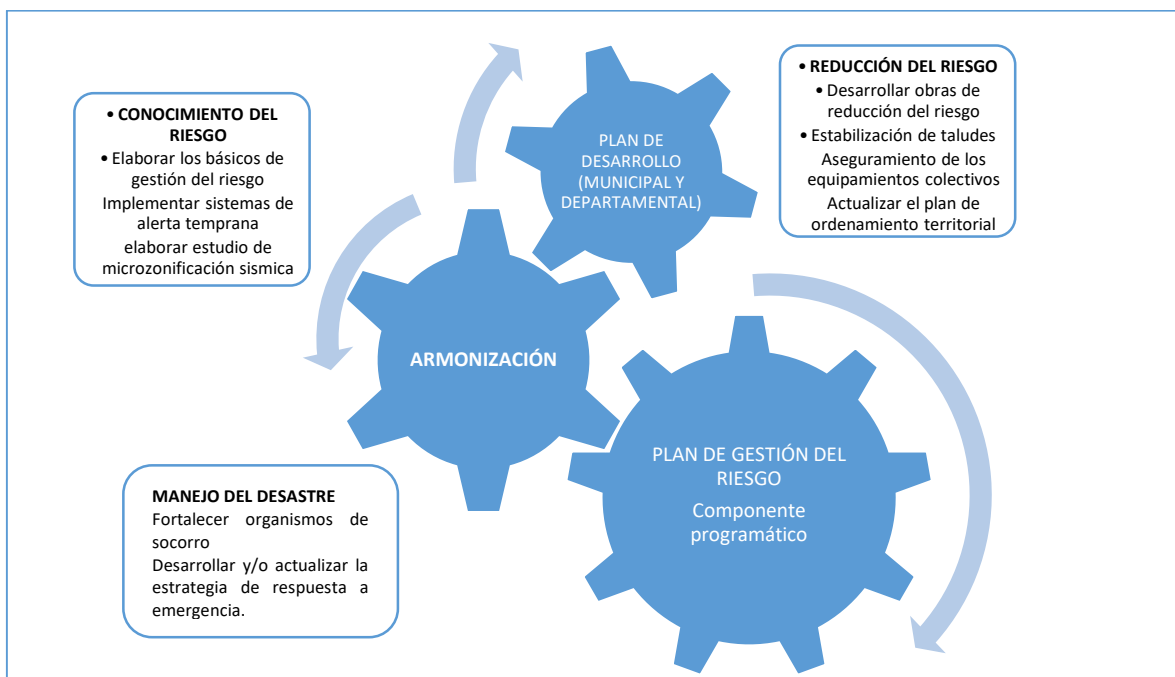 • CONOCIMIENTO DEL
RIESGO
• Elaborar los básicos de
gestión del riesgo
Implementar sistemas de
alerta temprana
elaborar estudio de
microzonificación sismica
PLAN DE
DESARROLLO
(MUNICIPAL Y
DEPARTAMENTAL)
• REDUCCIÓN DEL RIESGO
• Desarrollar obras de
reducción del riesgo
• Estabilización de taludes
Aseguramiento de los
equipamientos colectivos
Actualizar el plan de
ordenamiento territorial
ARMONIZACIÓN
MANEJO DEL DESASTRE
Fortalecer organismos de
socorro
Desarrollar y/o actualizar la
estrategia de respuesta a
emergencia.
PLAN DE GESTIÓN DEL
RIESGO
Componente
programático